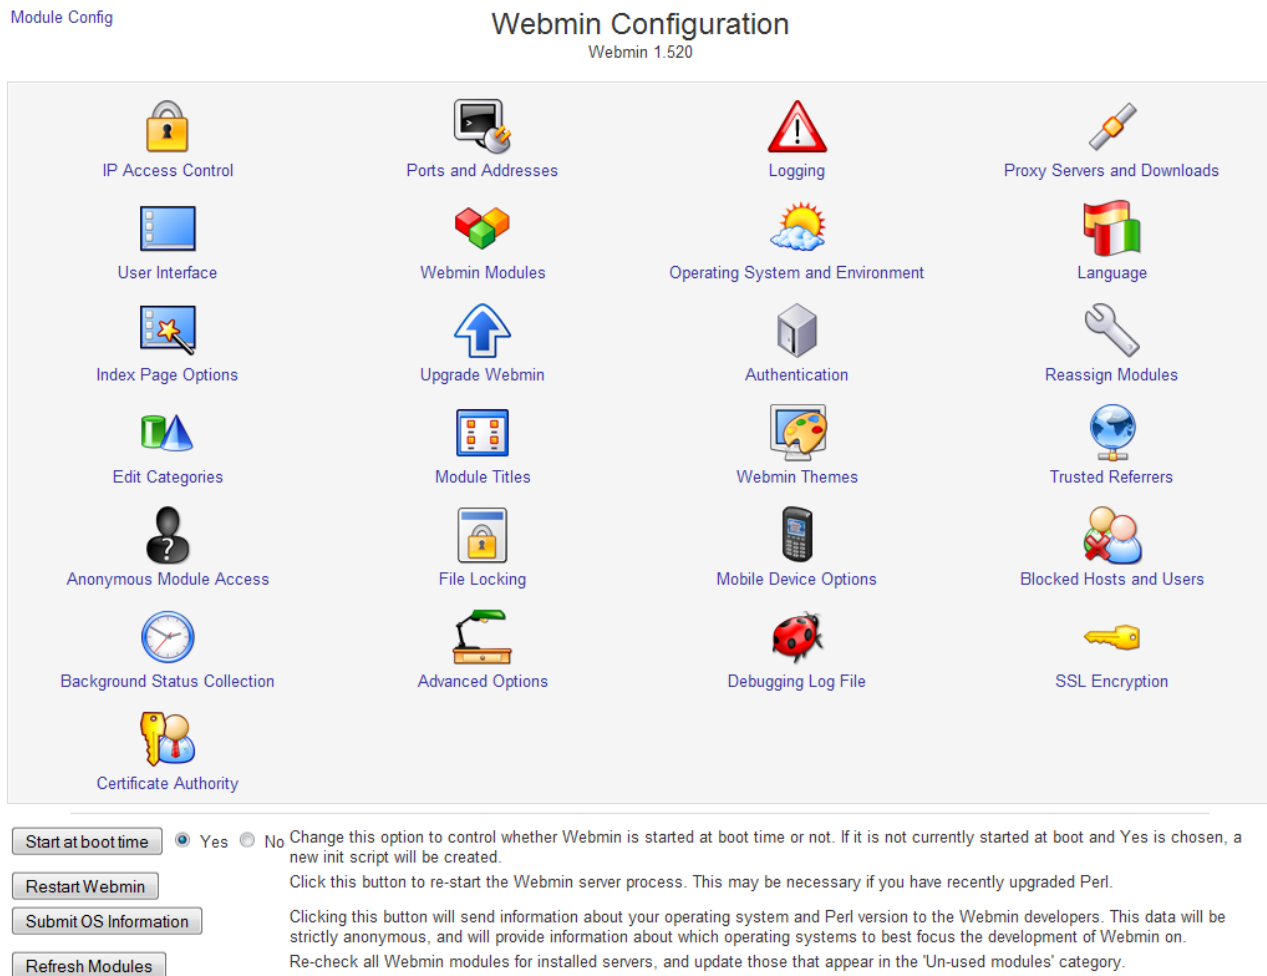 Module Config
Webmin Configuration
Webmin 1.520
IP Access Control
Ports and Addresses
Logging
Proxy Servers and Downloads
User Interface
Webmin Modules
Operating System and Environment
Language
Index Page Options
Upgrade Webmin
Authentication
Reassign Modules
Edit Categories
Module Titles
Webmin Themes
Trusted Referrers
?
Anonymous Module Access
File Locking
Mobile Device Options
Blocked Hosts and Users
Background Status Collection
Advanced Options
Debugging Log File
SSL Encryption
Certificate Authority
Start at boot time
Yes
No
Change this option to control whether Webmin is started at boot time or not. If it is not currently started at boot and Yes is chosen, a
new init script will be created.
Restart Webmin
Click this button to re-start the Webmin server process. This may be necessary if you have recently upgraded Perl.
Submit OS Information
Clicking this button will send information about your operating system and Perl version to the Webmin developers. This data will be
strictly anonymous, and will provide information about which operating systems to best focus the development of Webmin on.
Refresh Modules
Re-check all Webmin modules for installed servers, and update those that appear in the 'Un-used modules' category.